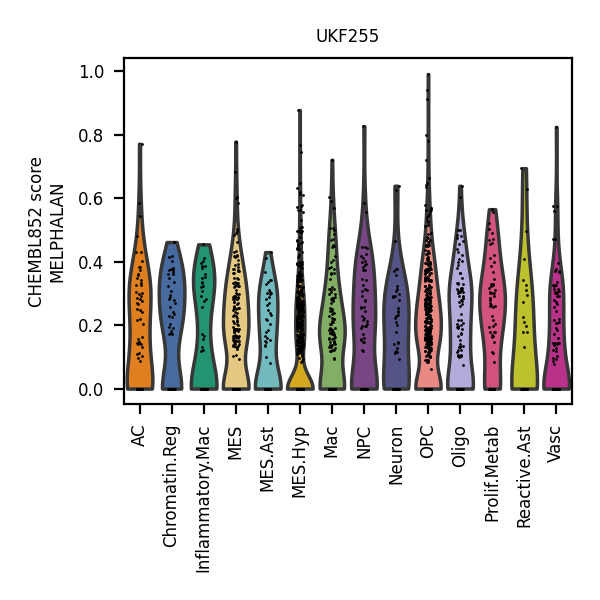 UKF255
CHEMBL852 score
MELPHALAN
1.0
0.8
0.6
0.4
0.2
0.0
AC
Chromatin.Reg
Inflammatory.Mac
MES
MES.Ast
MES.Hyp
Mac
NPC
Neuron
OPC
Oligo
Prolif.Metab
Reactive.Ast
Vasc